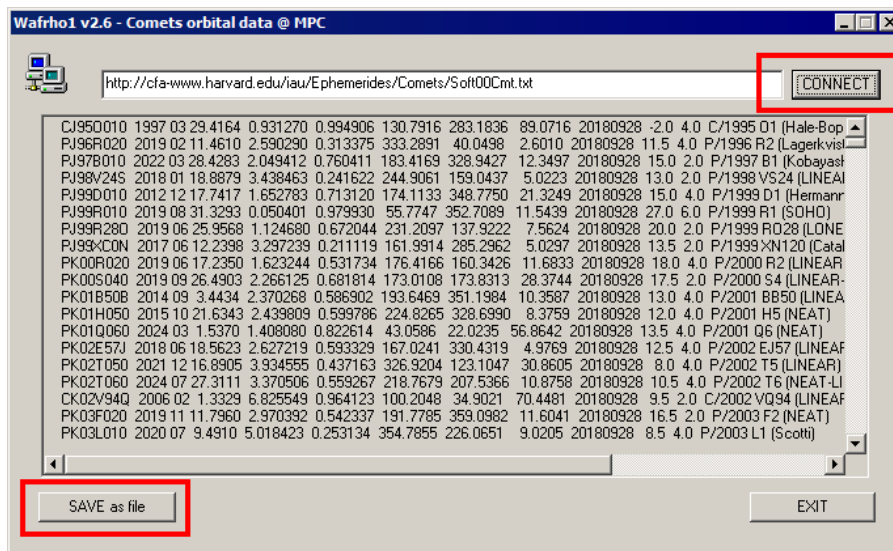 Wafrho1 v2.6 - Comets orbital data @ MPC
http://cfa-www.harvard.edu/iau/Ephemerides/Comets/Soft00Cmt.txt
CONNECT
CJ95O010 1997 03 29.4164 0.931270 0.994906 130.7916 283.1836 89.0716 20180928 -2.0 4.0 C/1995 O1 (Hale-Bop
PJ96R020 2019 02 11.4610 2.590290 0.313375 333.2891 40.0498 2.6010 20180928 11.5 4.0 P/1996 R2 (Lagerkvis
PJ97B010 2022 03 28.4283 2.049412 0.760411 183.4169 328.9427 12.3497 20180928 15.0 2.0 P/1997 B1 (Kobayash
PJ98V24S 2018 01 18.8879 3.438463 0.241622 244.9061 159.0437 5.0223 20180928 13.0 2.0 P/1998 VS24 (LINEAI
PJ99D010 2012 12 17.7417 1.652783 0.713120 174.1133 348.7750 21.3249 20180928 15.0 4.0 P/1999 D1 (Hermann
PJ99R010 2019 08 31.3293 0.050401 0.979930 55.7747 352.7089 11.5439 20180928 27.0 6.0 P/1999 R1 (SOHO)
PJ99R28O 2019 06 25.9568 1.124680 0.672044 231.2097 137.9222 7.5624 20180928 20.0 2.0 P/1999 RO28 (LONE
PJ99XC0N 2017 06 12.2398 3.297239 0.211119 161.9914 285.2962 5.0297 20180928 13.5 2.0 P/1999 XN120 (Catal
PK00R020 2019 06 17.2350 1.623244 0.531734 176.4166 160.3426 11.6833 20180928 18.0 4.0 P/2000 R2 (LINEAR
PK00S040 2019 09 26.4903 2.266125 0.681814 173.0108 173.8313 28.3744 20180928 17.5 2.0 P/2000 S4 (LINEAR-
PK01B50B 2014 09 3.4434 2.370268 0.586902 193.6469 351.1984 10.3587 20180928 13.0 4.0 P/2001 BB50 (LINEA
PK01H050 2015 10 21.6343 2.439809 0.599786 224.8265 328.6990 8.3759 20180928 12.0 4.0 P/2001 H5 (NEAT)
PK01Q060 2024 03 1.5370 1.408080 0.822614 43.0586 22.0235 56.8642 20180928 13.5 4.0 P/2001 Q6 (NEAT)
PK02E57J 2018 06 18.5623 2.627219 0.593329 167.0241 330.4319 4.9769 20180928 12.5 4.0 P/2002 EJ57 (LINEAF
PK02T050 2021 12 16.8905 3.934555 0.437163 326.9204 123.1047 30.8605 20180928 8.0 4.0 P/2002 T5 (LINEAR)
PK02T060 2024 07 27.3111 3.370506 0.559267 218.7679 207.5366 10.8758 20180928 10.5 4.0 P/2002 T6 (NEAT-LI
CK02V94Q 2006 02 1.3329 6.825549 0.964123 100.2048 34.9021 70.4481 20180928 9.5 2.0 C/2002 VQ94 (LINEAF
PK03F020 2019 11 11.7960 2.970392 0.542337 191.7785 359.0982 11.6041 20180928 16.5 2.0 P/2003 F2 (NEAT)
PK03L010 2020 07 9.4910 5.018423 0.253134 354.7855 226.0651 9.0205 20180928 8.5 4.0 P/2003 L1 (Scotti)
SAVE as file
EXIT